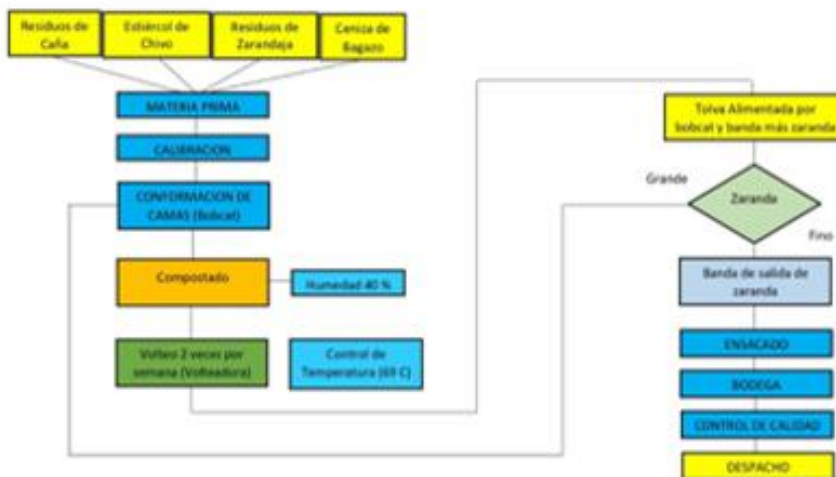 Residuos de
Caña
Estiércol de
Chivo
Residuos de
Zarandaja
Ceniza de
Bagazo
MATERIA PRIMA
CALIBRACION
CONFORMACION DE
CAMAS (Bobcat)
Compostado
Humedad 40 %
Volteo 2 veces por
semana (Volteadora)
Control de
Temperatura (69 C)
Tolva Alimentada por
bobcat y banda más zaranda
Grande
Zaranda
Fino
Banda de salida de
zaranda
ENSACADO
BODEGA
CONTROL DE CALIDAD
DESPACHO